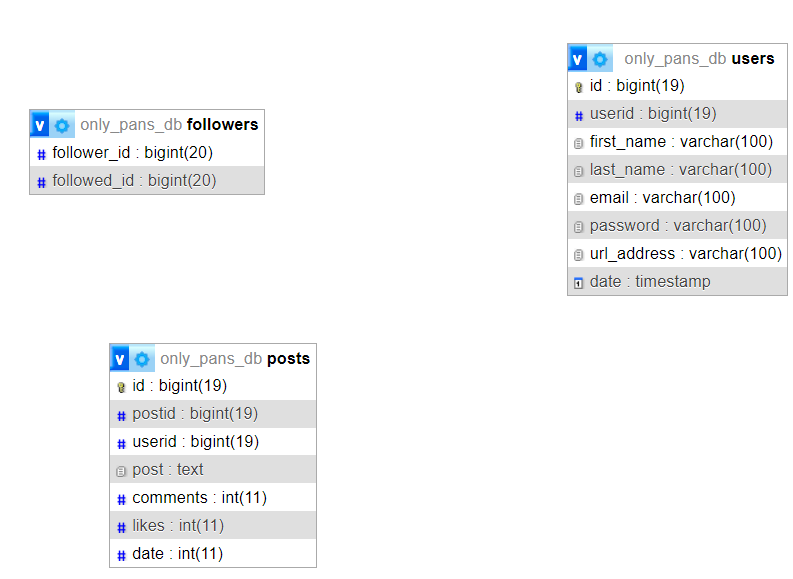 only_pans_db followers
follower_id : bigint(20)
followed_id : bigint(20)
only_pans_db users
id : bigint(19)
userid : bigint(19)
first_name : varchar(100)
last_name : varchar(100)
email : varchar(100)
password : varchar(100)
url_address : varchar(100)
date : timestamp
only_pans_db posts
id : bigint(19)
postid : bigint(19)
userid : bigint(19)
post : text
comments : int(11)
likes : int(11)
date : int(11)